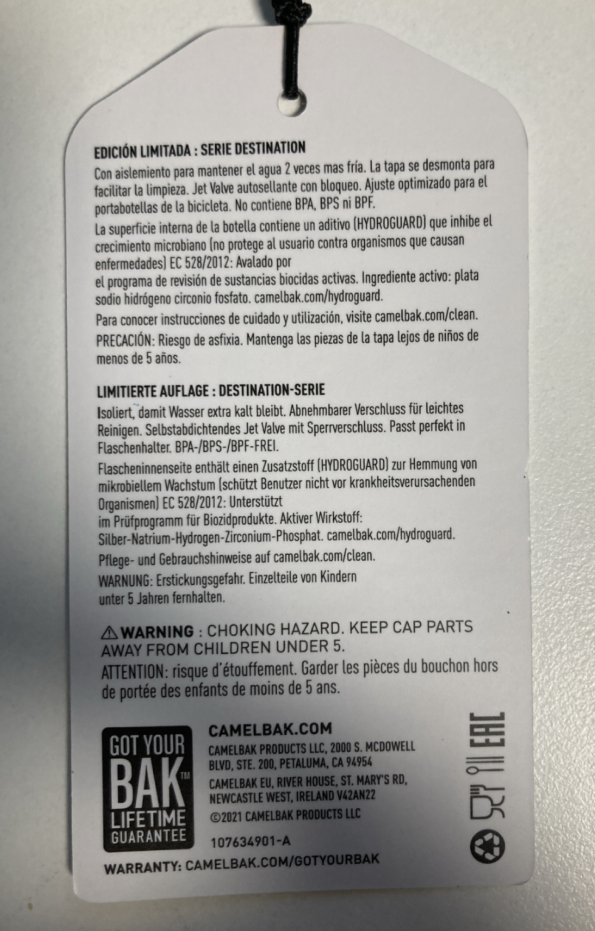 EDICIÓN LIMITADA : SERIE DESTINATION
Con aislemiento para mantener el agua 2 veces mas fría. La tapa se desmonta para
facilitar la limpieza. Jet Valve autosellante con bloqueo. Ajuste optimizado para el
portabotellas de la bicicleta. No contiene BPA, BPS ni BPF.
La superficie interna de la botella contiene un aditivo (HYDROGUARD) que inhibe el
crecimiento microbiano (no protege al usuario contra organismos que causan
enfermedades) EC 528/2012: Avalado por
el programa de revisión de sustancias biocidas activas. Ingrediente activo: plata
sodio hidrógeno circonio fosfato. camelbak.com/hydroguard.
Para conocer instrucciones de cuidado y utilización, visite camelbak.com/clean.
PRECACIÓN: Riesgo de asfixia. Mantenga las piezas de la tapa lejos de niños de
menos de 5 años.
LIMITIERTE AUFLAGE : DESTINATION-SERIE
Isoliert, damit Wasser extra kalt bleibt. Abnehmbarer Verschluss für leichtes
Reinigen. Selbstabdichtendes Jet Valve mit Sperrverschluss. Passt perfekt in
Flaschenhalter. BPA-/BPS-/BPF-FREI.
Flascheninnenseite enthält einen Zusatzstoff (HYDROGUARD) zur Hemmung von
mikrobiellem Wachstum (schützt Benutzer nicht vor krankheitsverursachenden
Organismen) EC 528/2012: Unterstützt
im Prüfprogramm für Biozidprodukte. Aktiver Wirkstoff:
Silber-Natrium-Hydrogen-Zirconium-Phosphat. camelbak.com/hydroguard.
Pflege- und Gebrauchshinweise auf camelbak.com/clean.
WARNUNG: Erstickungsgefahr. Einzelteile von Kindern
unter 5 Jahren fernhalten.
WARNING : CHOKING HAZARD. KEEP CAP PARTS
AWAY FROM CHILDREN UNDER 5.
ATTENTION: risque d'étouffement. Garder les pièces du bouchon hors
de portée des enfants de moins de 5 ans.
GOT YOUR
BAK™
LIFETIME
GUARANTEE
CAMELBAK.COM
CAMELBAK PRODUCTS LLC, 2000 S. MCDOWELL
BLVD, STE. 200, PETALUMA, CA 94954
CAMELBAK EU, RIVER HOUSE, ST. MARY'S RD,
NEWCASTLE WEST, IRELAND V42AN22
©2021 CAMELBAK PRODUCTS LLC
107634901-A
WARRANTY: CAMELBAK.COM/GOTYOURBAK
EAC